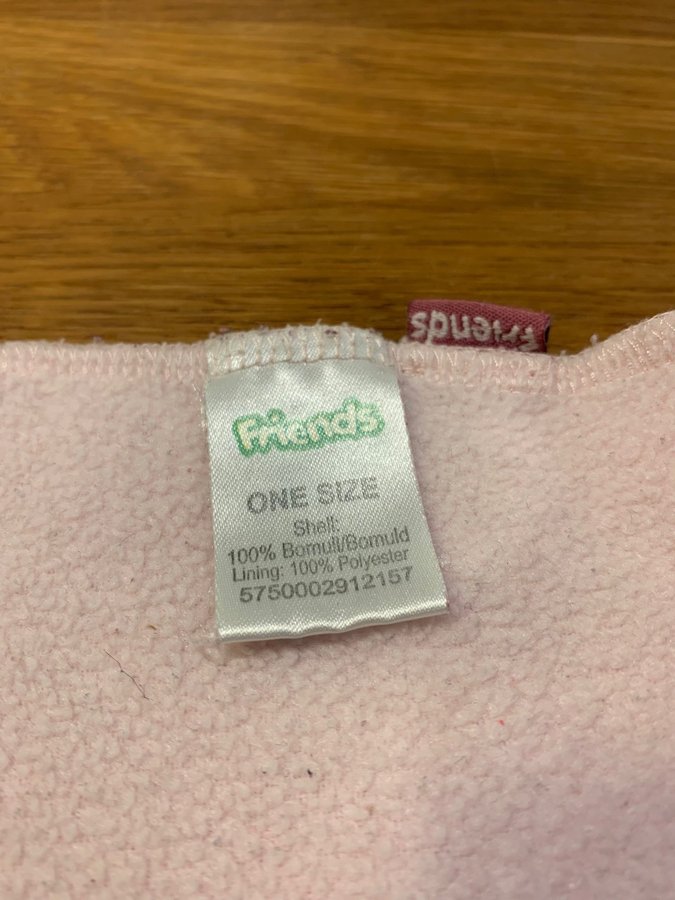 Friends
Friends
ONE SIZE
Shell:
100% Bomull/Bomuld
Lining: 100% Polyester
5750002912157